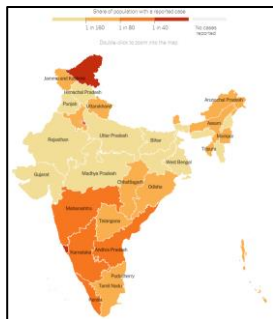 Share of population with a reported case
1 in 160
1 in 80
1 in 40
No cases
reported
Double-click to zoom into the map
Jammu and Kashmir
Himachal Pradesh
Punjab
Uttarakhand
Arunachal Pradesh
Rajasthan
Uttar Pradesh
Bihar
Assam
Manipur
Tripura
Gujarat
Madhya Pradesh
West Bengal
Chhattisgarh
Odisha
Maharashtra
Telangana
Karnataka
Andhra Pradesh
Puducherry
Tamil Nadu
Kerala